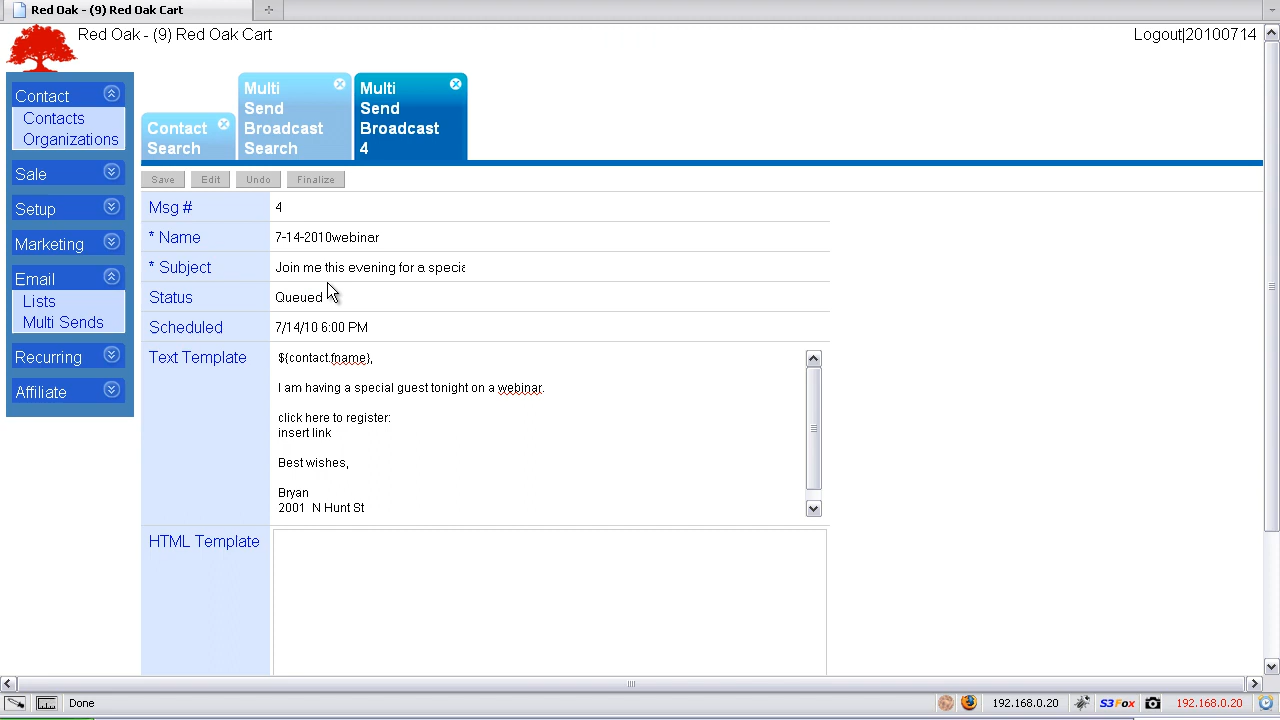 Red Oak - (9) Red Oak Cart
Red Oak - (9) Red Oak Cart
Logout|20100714
Contact
Contacts
Organizations
Sale
Setup
Marketing
Email
Lists
Multi Sends
Recurring
Affiliate
Contact
Search
Multi
Send
Broadcast
Search
Multi
Send
Broadcast
4
Save Edit Undo Finalize
Msg # 4
* Name 7-14-2010webinar
* Subject Join me this evening for a specia
Status Queued
Scheduled 7/14/10 6:00 PM
Text Template
${contact.fname},
I am having a special guest tonight on a webinar.
click here to register:
insert link
Best wishes,
Bryan
2001 N Hunt St
HTML Template
Done
192.168.0.20
S3Fox
192.168.0.20